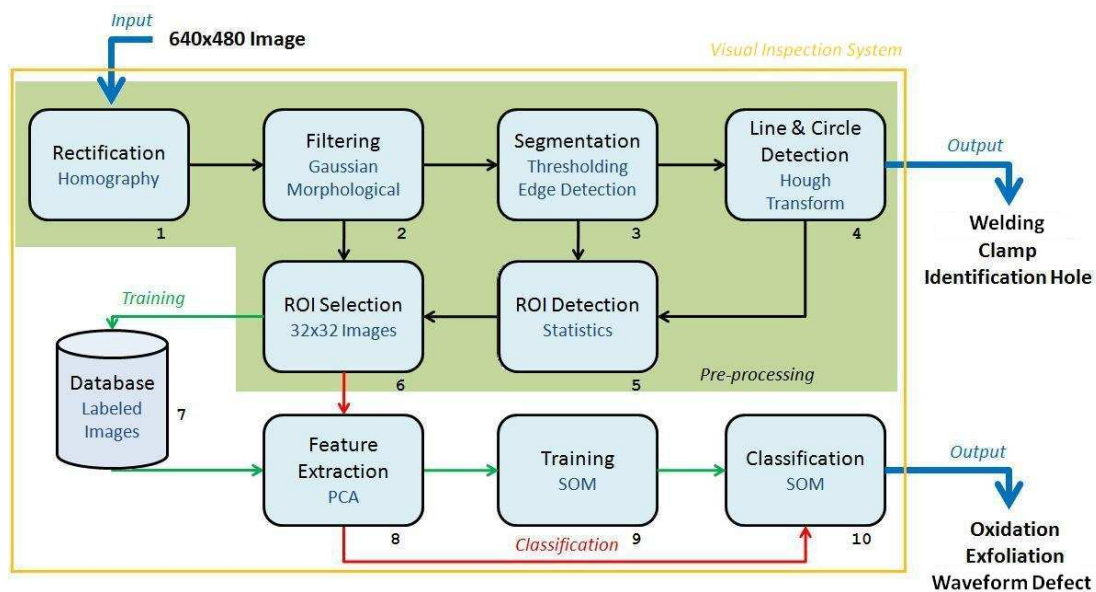 Input
640x480 Image
Visual Inspection System
Rectification
Homography
1
Filtering
Gaussian
Morphological
2
Segmentation
Thresholding
Edge Detection
3
Line & Circle
Detection
Hough
Transform
4
Output
Welding
Clamp
Identification Hole
Training
ROI Selection
32x32 Images
6
ROI Detection
Statistics
5
Pre-processing
Database
Labeled
Images
7
Feature
Extraction
PCA
8
Training
SOM
9
Classification
SOM
10
Classification
Output
Oxidation
Exfoliation
Waveform Defect